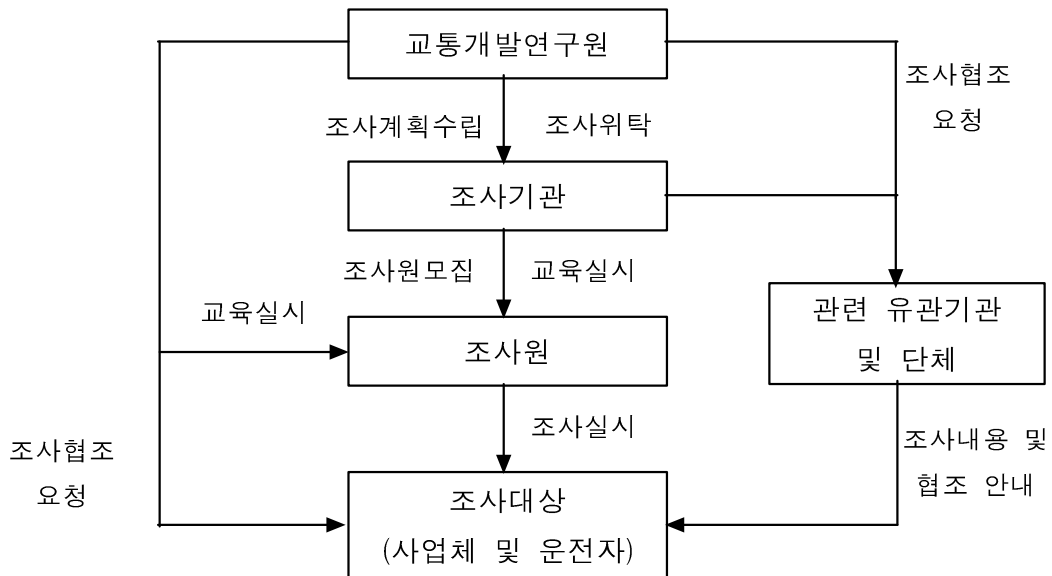 교통개발연구원
조사협조
요청
조사계획수립 조사위탁
조사기관
조사원모집 교육실시
교육실시
관련 유관기관
및 단체
조사원
조사실시
조사협조
요청
조사내용 및
협조 안내
조사대상
(사업체 및 운전자)